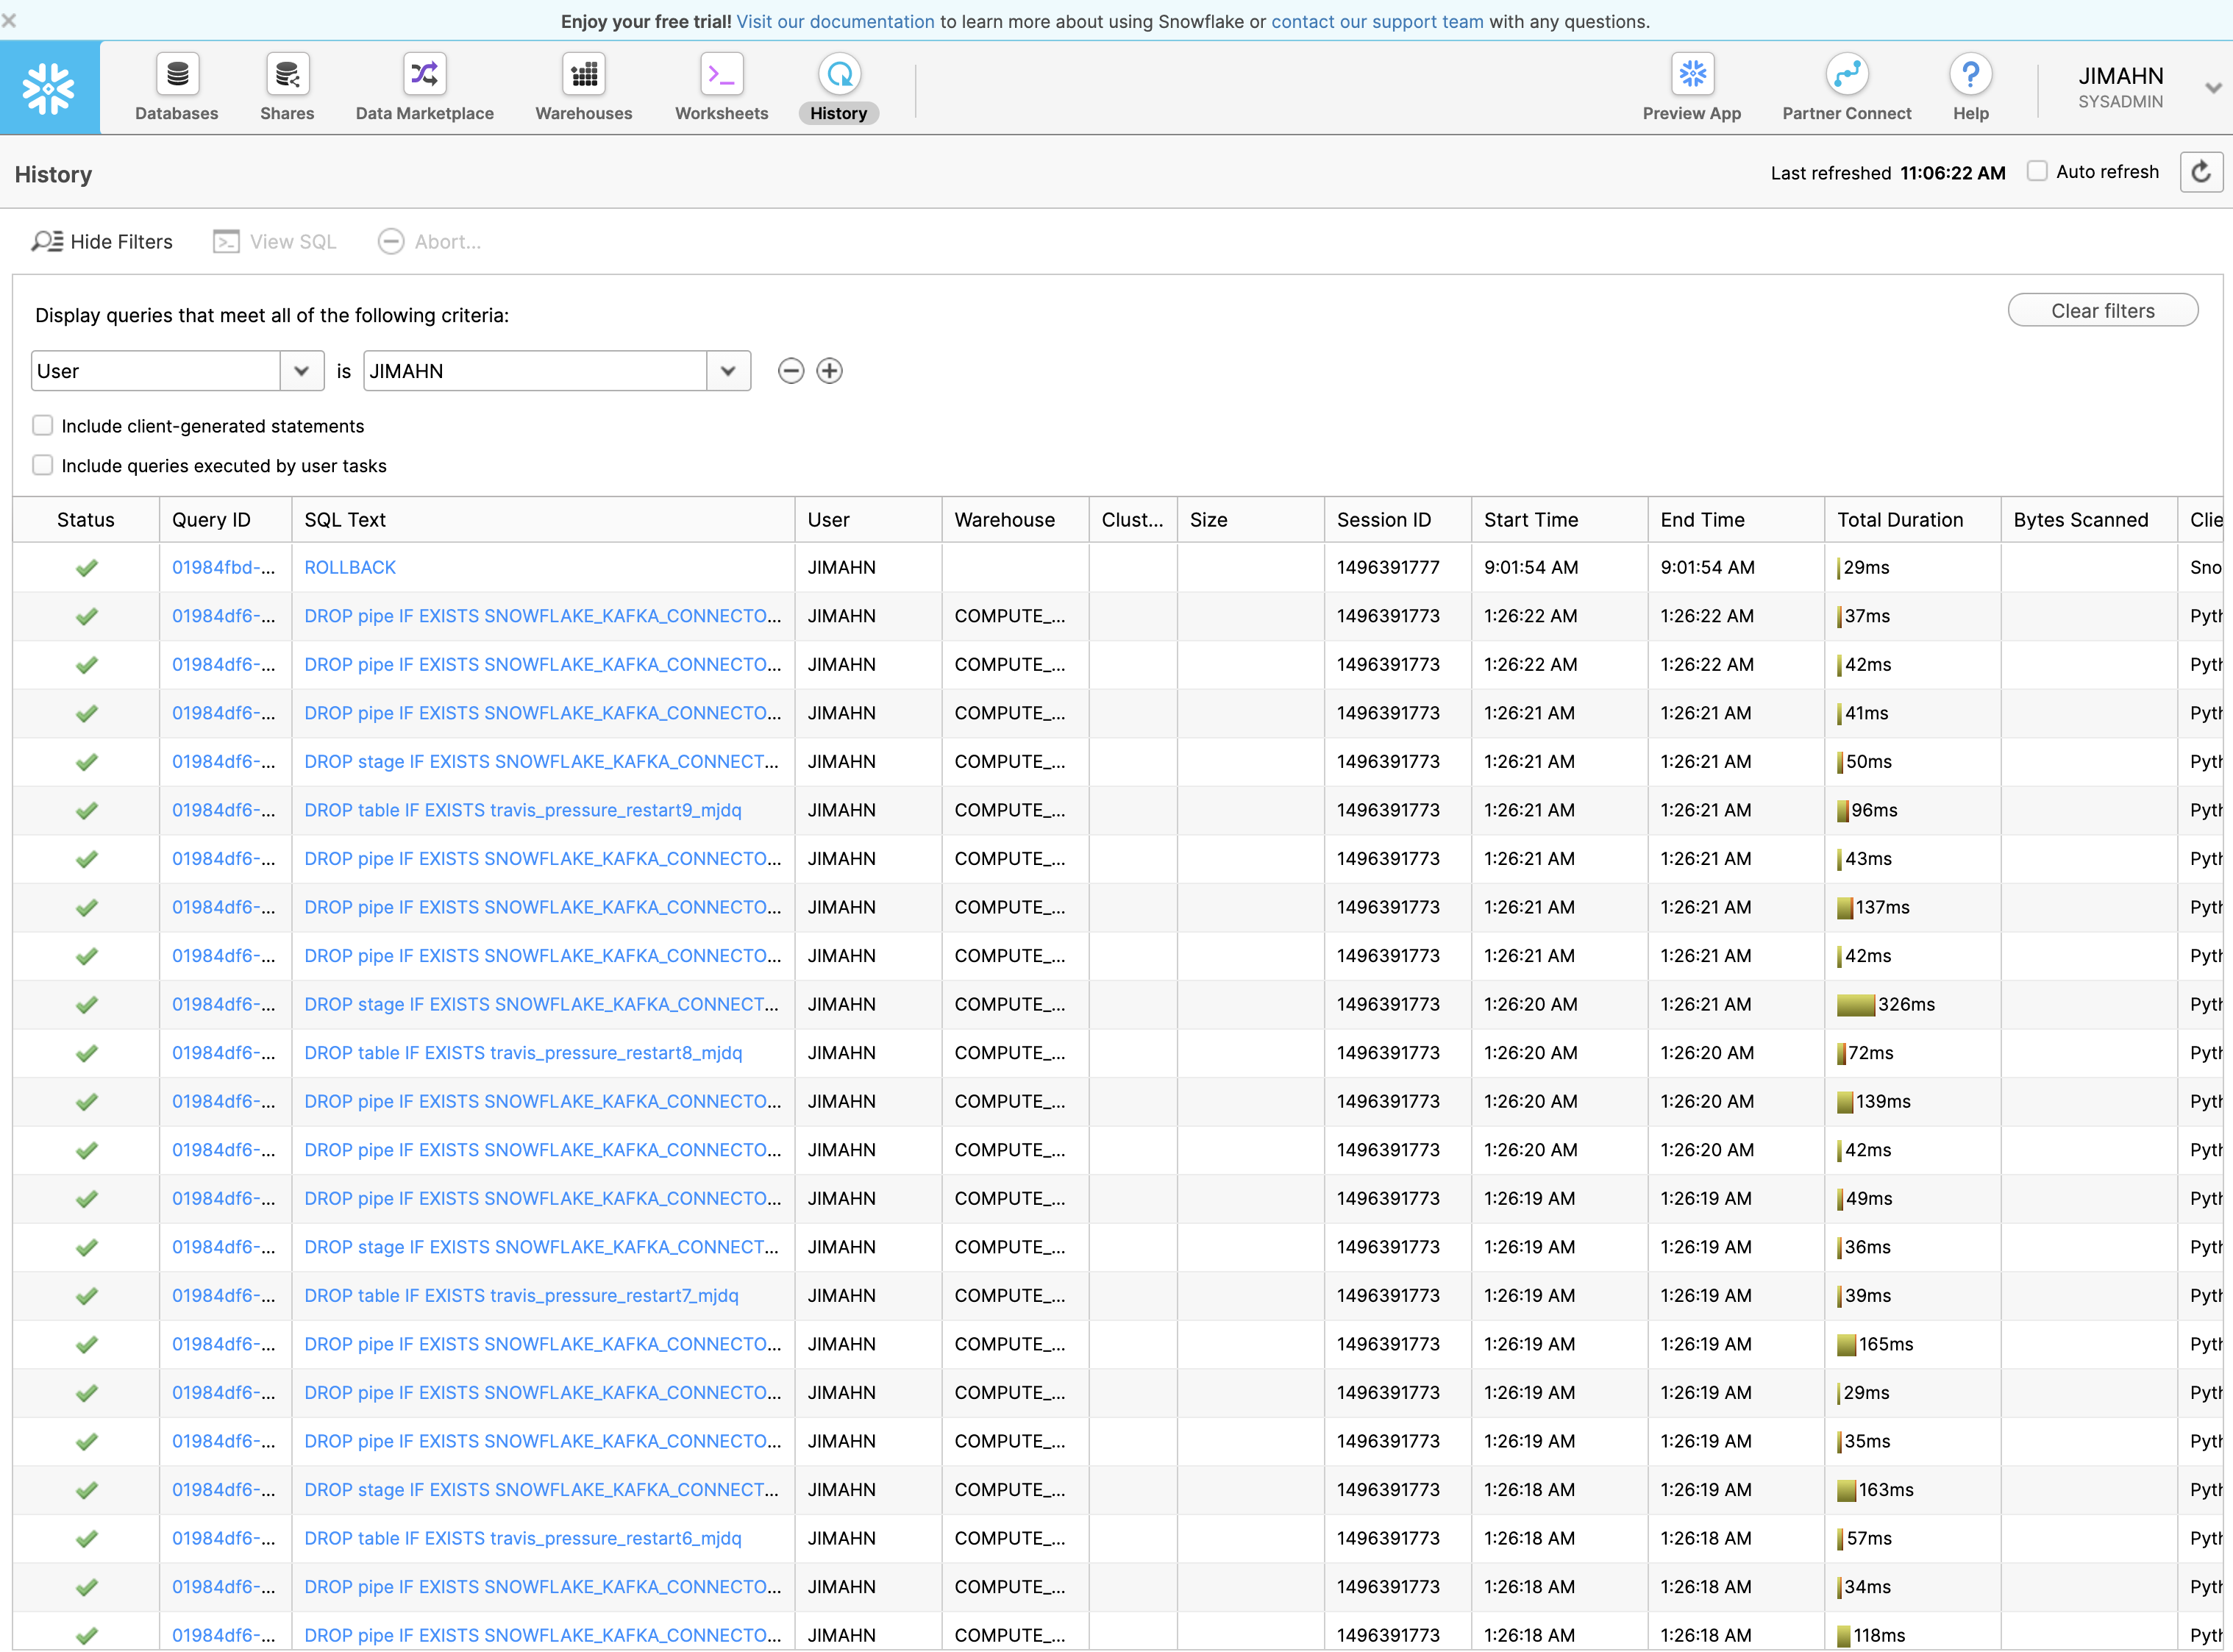 Enjoy your free trial! Visit our documentation to learn more about using Snowflake or contact our support team with any questions.
Databases Shares Data Marketplace Warehouses Worksheets History Preview App Partner Connect Help JIMAHN SYSADMIN
History Last refreshed 11:06:22 AM Auto refresh
Hide Filters View SQL Abort...
Display queries that meet all of the following criteria: Clear filters
User is JIMAHN
Include client-generated statements
Include queries executed by user tasks
Status Query ID SQL Text User Warehouse Clust... Size Session ID Start Time End Time Total Duration Bytes Scanned Clie
01984fbd-... ROLLBACK JIMAHN 1496391777 9:01:54 AM 9:01:54 AM 29ms Sno
01984df6-... DROP pipe IF EXISTS SNOWFLAKE_KAFKA_CONNECTO... JIMAHN COMPUTE_... 1496391773 1:26:22 AM 1:26:22 AM 37ms Pyth
01984df6-... DROP pipe IF EXISTS SNOWFLAKE_KAFKA_CONNECTO... JIMAHN COMPUTE_... 1496391773 1:26:22 AM 1:26:22 AM 42ms Pyth
01984df6-... DROP pipe IF EXISTS SNOWFLAKE_KAFKA_CONNECTO... JIMAHN COMPUTE_... 1496391773 1:26:21 AM 1:26:21 AM 41ms Pyth
01984df6-... DROP stage IF EXISTS SNOWFLAKE_KAFKA_CONNECT... JIMAHN COMPUTE_... 1496391773 1:26:21 AM 1:26:21 AM 50ms Pyth
01984df6-... DROP table IF EXISTS travis_pressure_restart9_mjdq JIMAHN COMPUTE_... 1496391773 1:26:21 AM 1:26:21 AM 96ms Pyth
01984df6-... DROP pipe IF EXISTS SNOWFLAKE_KAFKA_CONNECTO... JIMAHN COMPUTE_... 1496391773 1:26:21 AM 1:26:21 AM 43ms Pyth
01984df6-... DROP pipe IF EXISTS SNOWFLAKE_KAFKA_CONNECTO... JIMAHN COMPUTE_... 1496391773 1:26:21 AM 1:26:21 AM 137ms Pyth
01984df6-... DROP pipe IF EXISTS SNOWFLAKE_KAFKA_CONNECTO... JIMAHN COMPUTE_... 1496391773 1:26:21 AM 1:26:21 AM 42ms Pyth
01984df6-... DROP stage IF EXISTS SNOWFLAKE_KAFKA_CONNECT... JIMAHN COMPUTE_... 1496391773 1:26:20 AM 1:26:21 AM 326ms Pyth
01984df6-... DROP table IF EXISTS travis_pressure_restart8_mjdq JIMAHN COMPUTE_... 1496391773 1:26:20 AM 1:26:20 AM 72ms Pyth
01984df6-... DROP pipe IF EXISTS SNOWFLAKE_KAFKA_CONNECTO... JIMAHN COMPUTE_... 1496391773 1:26:20 AM 1:26:20 AM 139ms Pyth
01984df6-... DROP pipe IF EXISTS SNOWFLAKE_KAFKA_CONNECTO... JIMAHN COMPUTE_... 1496391773 1:26:20 AM 1:26:20 AM 42ms Pyth
01984df6-... DROP pipe IF EXISTS SNOWFLAKE_KAFKA_CONNECTO... JIMAHN COMPUTE_... 1496391773 1:26:19 AM 1:26:19 AM 49ms Pyth
01984df6-... DROP stage IF EXISTS SNOWFLAKE_KAFKA_CONNECT... JIMAHN COMPUTE_... 1496391773 1:26:19 AM 1:26:19 AM 36ms Pyth
01984df6-... DROP table IF EXISTS travis_pressure_restart7_mjdq JIMAHN COMPUTE_... 1496391773 1:26:19 AM 1:26:19 AM 39ms Pyth
01984df6-... DROP pipe IF EXISTS SNOWFLAKE_KAFKA_CONNECTO... JIMAHN COMPUTE_... 1496391773 1:26:19 AM 1:26:19 AM 165ms Pyth
01984df6-... DROP pipe IF EXISTS SNOWFLAKE_KAFKA_CONNECTO... JIMAHN COMPUTE_... 1496391773 1:26:19 AM 1:26:19 AM 29ms Pyth
01984df6-... DROP pipe IF EXISTS SNOWFLAKE_KAFKA_CONNECTO... JIMAHN COMPUTE_... 1496391773 1:26:19 AM 1:26:19 AM 35ms Pyth
01984df6-... DROP stage IF EXISTS SNOWFLAKE_KAFKA_CONNECT... JIMAHN COMPUTE_... 1496391773 1:26:18 AM 1:26:19 AM 163ms Pyth
01984df6-... DROP table IF EXISTS travis_pressure_restart6_mjdq JIMAHN COMPUTE_... 1496391773 1:26:18 AM 1:26:18 AM 57ms Pyth
01984df6-... DROP pipe IF EXISTS SNOWFLAKE_KAFKA_CONNECTO... JIMAHN COMPUTE_... 1496391773 1:26:18 AM 1:26:18 AM 34ms Pyth
01984df6-... DROP pipe IF EXISTS SNOWFLAKE_KAFKA_CONNECTO... JIMAHN COMPUTE_... 1496391773 1:26:18 AM 1:26:18 AM 118ms Pyth